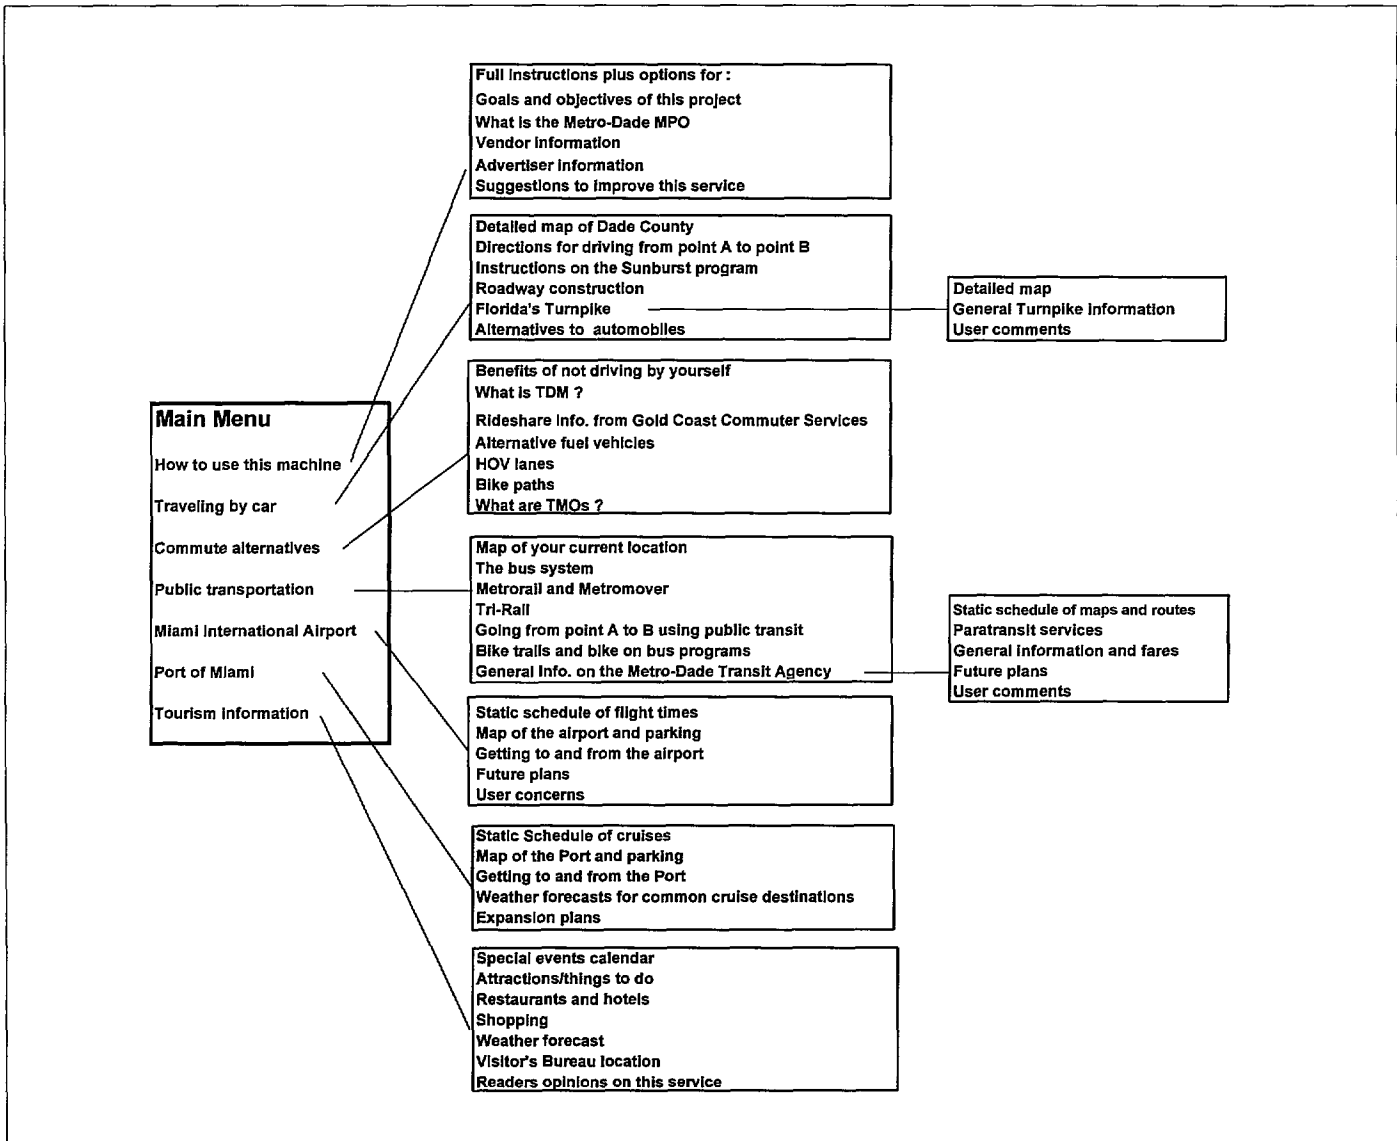 Full instructions plus options for :
Goals and objectives of this project
What is the Metro-Dade MPO
Vendor information
Advertiser information
Suggestions to improve this service
Detailed map of Dade County
Directions for driving from point A to point B
Instructions on the Sunburst program
Roadway construction
Florida's Turnpike
Alternatives to automobiles
Detailed map
General Turnpike information
User comments
Benefits of not driving by yourself
What is TDM ?
Rideshare info. from Gold Coast Commuter Services
Alternative fuel vehicles
HOV lanes
Bike paths
What are TMOs ?
Main Menu
How to use this machine
Traveling by car
Commute alternatives
Public transportation
Miami International Airport
Port of Miami
Tourism information
Map of your current location
The bus system
Metrorail and Metromover
Tri-Rail
Going from point A to B using public transit
Bike trails and bike on bus programs
General Info. on the Metro-Dade Transit Agency
Static schedule of maps and routes
Paratransit services
General information and fares
Future plans
User comments
Static schedule of flight times
Map of the airport and parking
Getting to and from the airport
Future plans
User concerns
Static Schedule of cruises
Map of the Port and parking
Getting to and from the Port
Weather forecasts for common cruise destinations
Expansion plans
Special events calendar
Attractions/things to do
Restaurants and hotels
Shopping
Weather forecast
Visitor's Bureau location
Readers opinions on this service